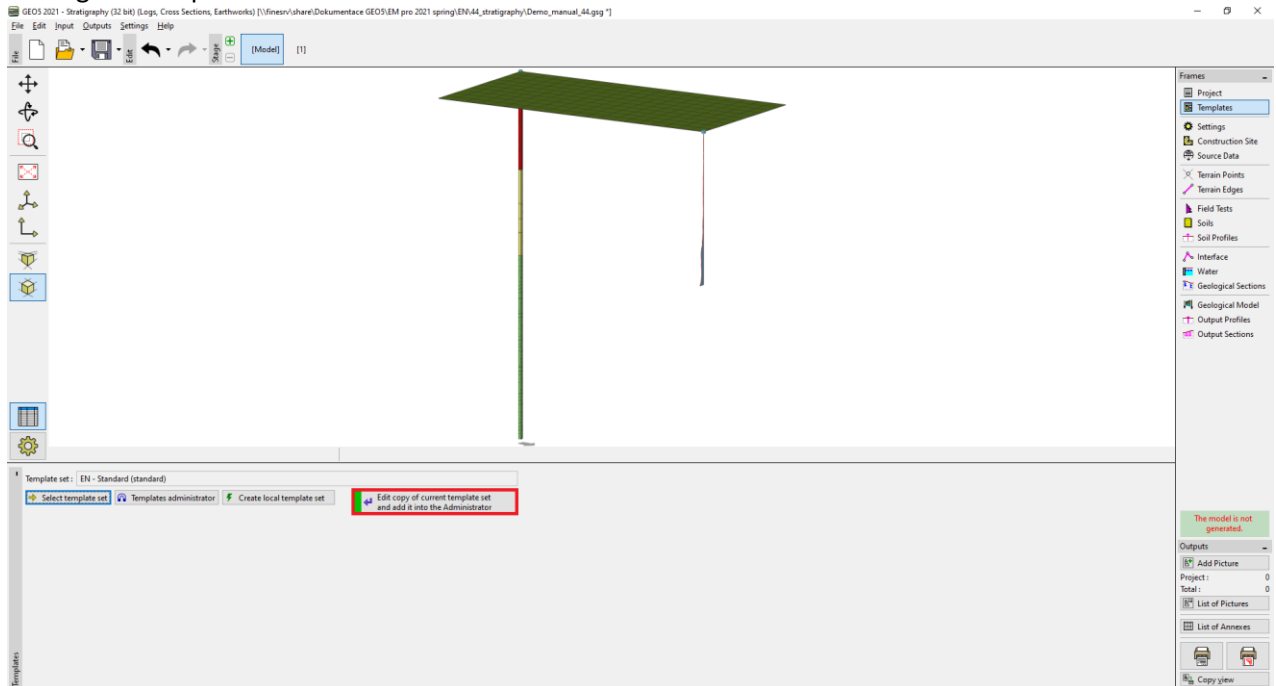 GEO5 2021 - Stratigraphy (32 bit) (Logs, Cross Sections, Earthworks) [\\finesrv\share\Dokumentace GEO5\EM pro 2021 spring\EN\44_stratigraphy\Demo_manual_44.gsg *]
File Edit Input Outputs Settings Help
File
Edit
Stage
[Model] [1]
Frames
Project
Templates
Settings
Construction Site
Source Data
Terrain Points
Terrain Edges
Field Tests
Soils
Soil Profiles
Interface
Water
Geological Sections
Geological Model
Output Profiles
Output Sections
Template set : EN - Standard (standard)
Select template set Templates administrator Create local template set
Edit copy of current template set
and add it into the Administrator
Templates
The model is not
generated.
Outputs
Add Picture
Project : 0
Total : 0
List of Pictures
List of Annexes
Copy view